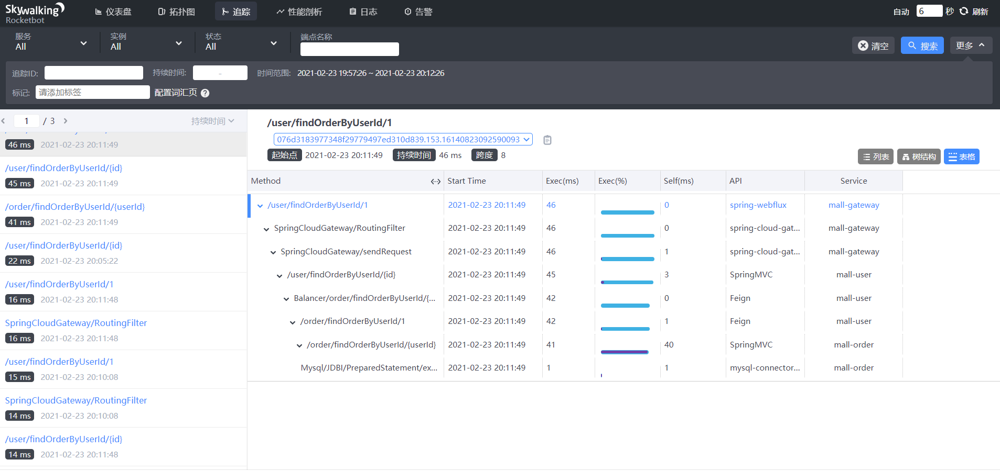 Skywalking
Rocketbot
仪表盘 拓扑图 追踪 性能剖析 日志 告警
自动 6 秒 刷新
服务 实例 状态 端点名称
All All All
清空 搜索 更多
追踪ID: 持续时间: - 时间范围: 2021-02-23 19:57:26 ~ 2021-02-23 20:12:26
标记: 请添加标签 配置词汇页 ?
1 / 3 持续时间
46 ms 2021-02-23 20:11:49
/user/findOrderByUserId/{id}
45 ms 2021-02-23 20:11:49
/order/findOrderByUserId/{userId}
41 ms 2021-02-23 20:11:49
/user/findOrderByUserId/{id}
22 ms 2021-02-23 20:05:22
/user/findOrderByUserId/1
16 ms 2021-02-23 20:11:48
SpringCloudGateway/RoutingFilter
16 ms 2021-02-23 20:11:48
/user/findOrderByUserId/1
15 ms 2021-02-23 20:10:08
SpringCloudGateway/RoutingFilter
14 ms 2021-02-23 20:10:08
/user/findOrderByUserId/{id}
14 ms 2021-02-23 20:11:48
/user/findOrderByUserId/1
076d3183977348f29779497ed310d839.153.16140823092590093
起始点 2021-02-23 20:11:49 持续时间 46 ms 跨度 8
列表 树结构 表格
Method Start Time Exec(ms) Exec(%) Self(ms) API Service
/user/findOrderByUserId/1 2021-02-23 20:11:49 46 0 spring-webflux mall-gateway
SpringCloudGateway/RoutingFilter 2021-02-23 20:11:49 46 0 spring-cloud-gat... mall-gateway
SpringCloudGateway/sendRequest 2021-02-23 20:11:49 46 1 spring-cloud-gat... mall-gateway
/user/findOrderByUserId/{id} 2021-02-23 20:11:49 45 3 SpringMVC mall-user
Balancer/order/findOrderByUserId/{... 2021-02-23 20:11:49 42 0 Feign mall-user
/order/findOrderByUserId/1 2021-02-23 20:11:49 42 1 Feign mall-user
/order/findOrderByUserId/{userId} 2021-02-23 20:11:49 41 40 SpringMVC mall-order
Mysql/JDBI/PreparedStatement/ex... 2021-02-23 20:11:49 1 1 mysql-connector... mall-order